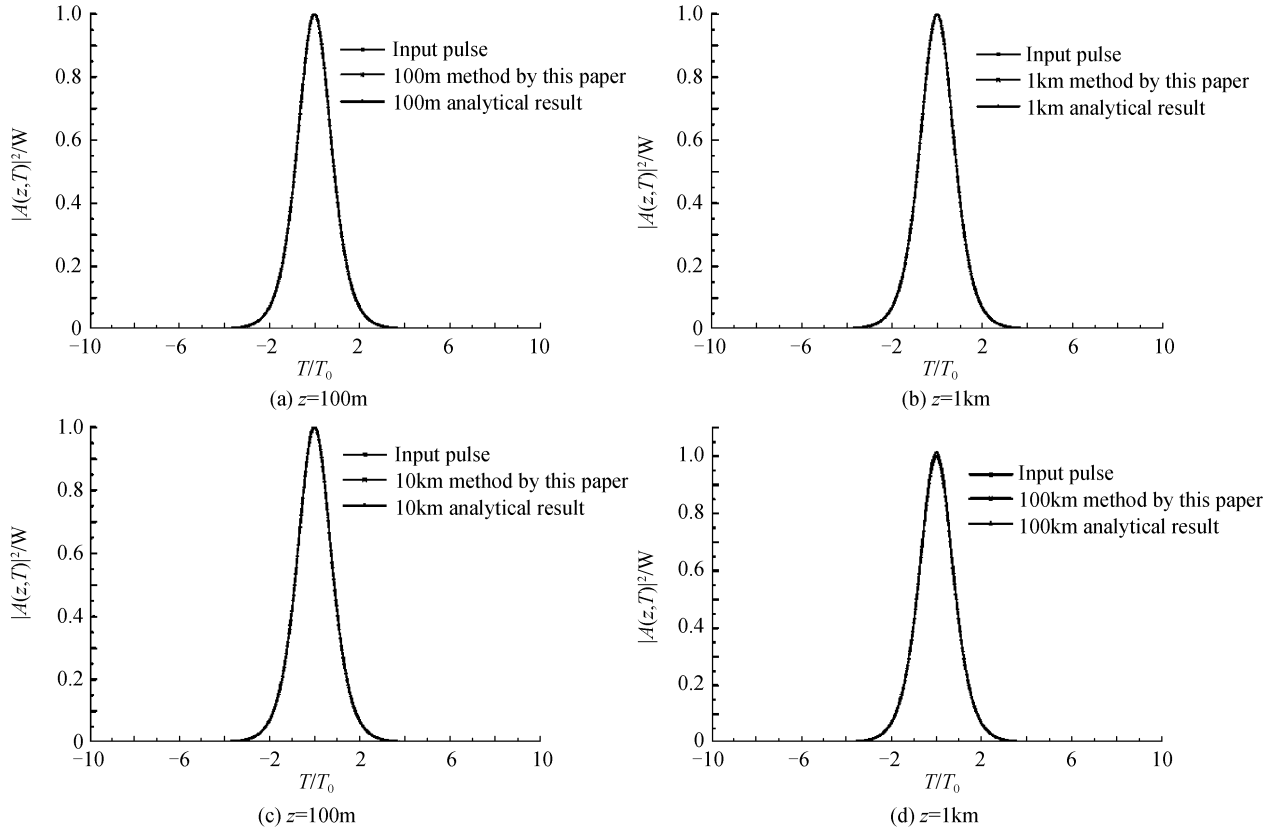 1.0
0.8
0.6
0.4
0.2
0
|A(z,T)|²/W
Input pulse
100m method by this paper
100m analytical result
−10
−6
−2
2
6
10
T/T₀
(a) z=100m
1.0
0.8
0.6
0.4
0.2
0
|A(z,T)|²/W
Input pulse
1km method by this paper
1km analytical result
−10
−6
−2
2
6
10
T/T₀
(b) z=1km
1.0
0.8
0.6
0.4
0.2
0
|A(z,T)|²/W
Input pulse
10km method by this paper
10km analytical result
−10
−6
−2
2
6
10
T/T₀
(c) z=100m
1.0
0.8
0.6
0.4
0.2
0
|A(z,T)|²/W
Input pulse
100km method by this paper
100km analytical result
−10
−6
−2
2
6
10
T/T₀
(d) z=1km